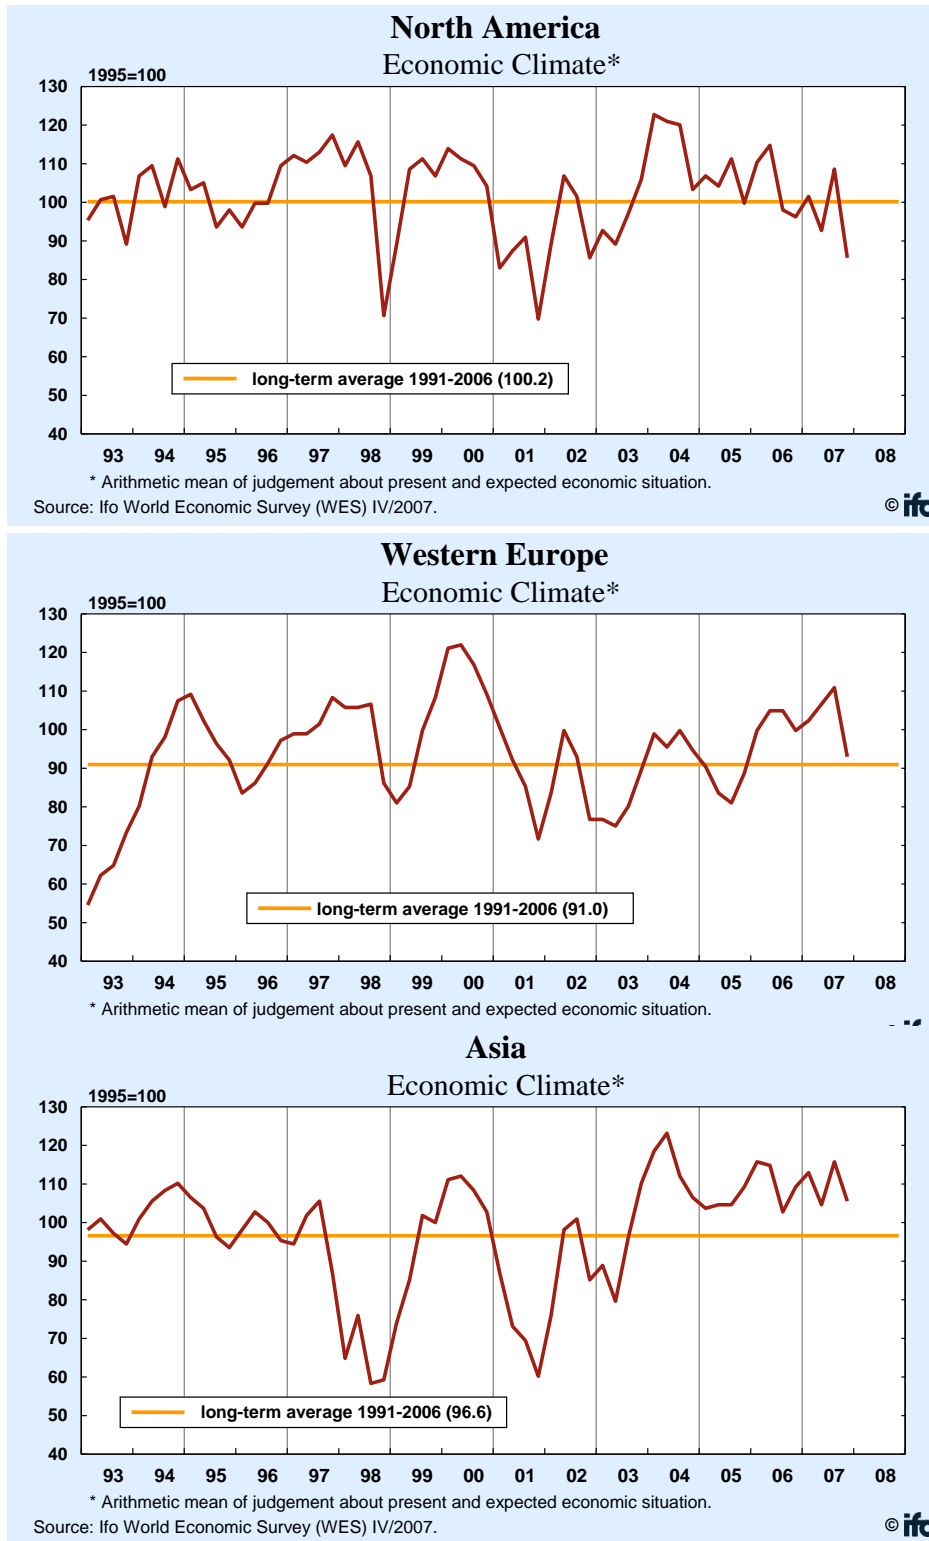 North America
Economic Climate*
1995=100
130
120
110
100
90
80
70
60
50
40
long-term average 1991-2006 (100.2)
93 94 95 96 97 98 99 00 01 02 03 04 05 06 07 08
* Arithmetic mean of judgement about present and expected economic situation.
Source: Ifo World Economic Survey (WES) IV/2007.
©
Western Europe
Economic Climate*
1995=100
130
120
110
100
90
80
70
60
50
40
long-term average 1991-2006 (91.0)
93 94 95 96 97 98 99 00 01 02 03 04 05 06 07 08
* Arithmetic mean of judgement about present and expected economic situation.
Asia
Economic Climate*
1995=100
130
120
110
100
90
80
70
60
50
40
long-term average 1991-2006 (96.6)
93 94 95 96 97 98 99 00 01 02 03 04 05 06 07 08
* Arithmetic mean of judgement about present and expected economic situation.
Source: Ifo World Economic Survey (WES) IV/2007.
©